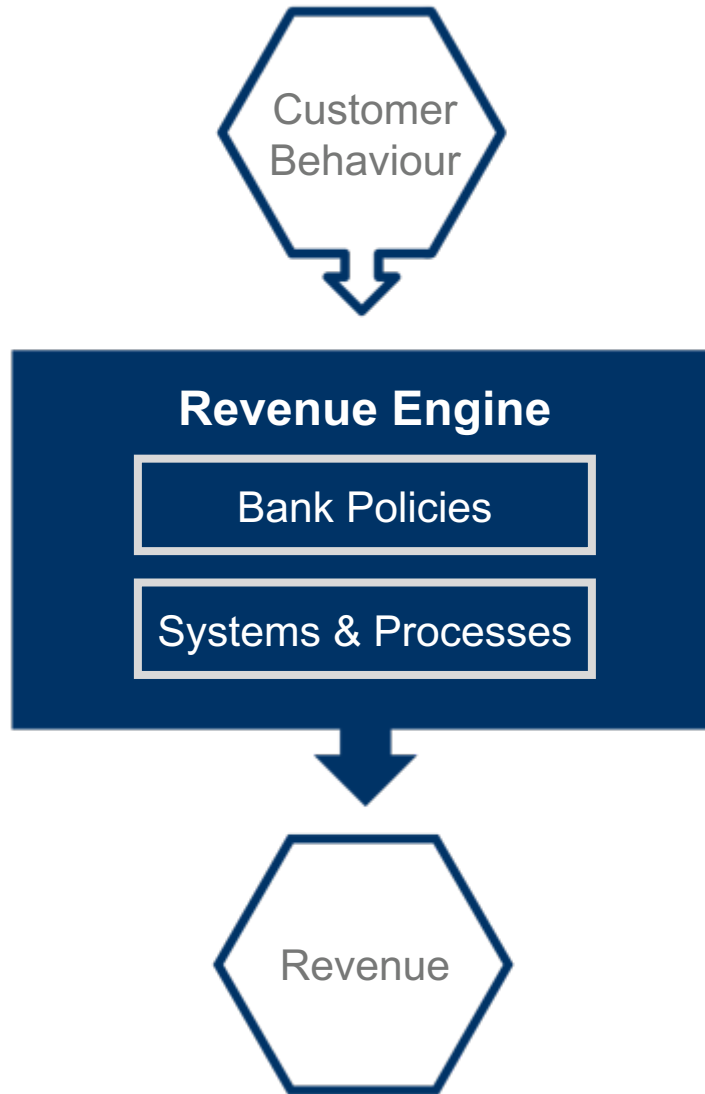 Customer
Behaviour
Revenue Engine
Bank Policies
Systems & Processes
Revenue